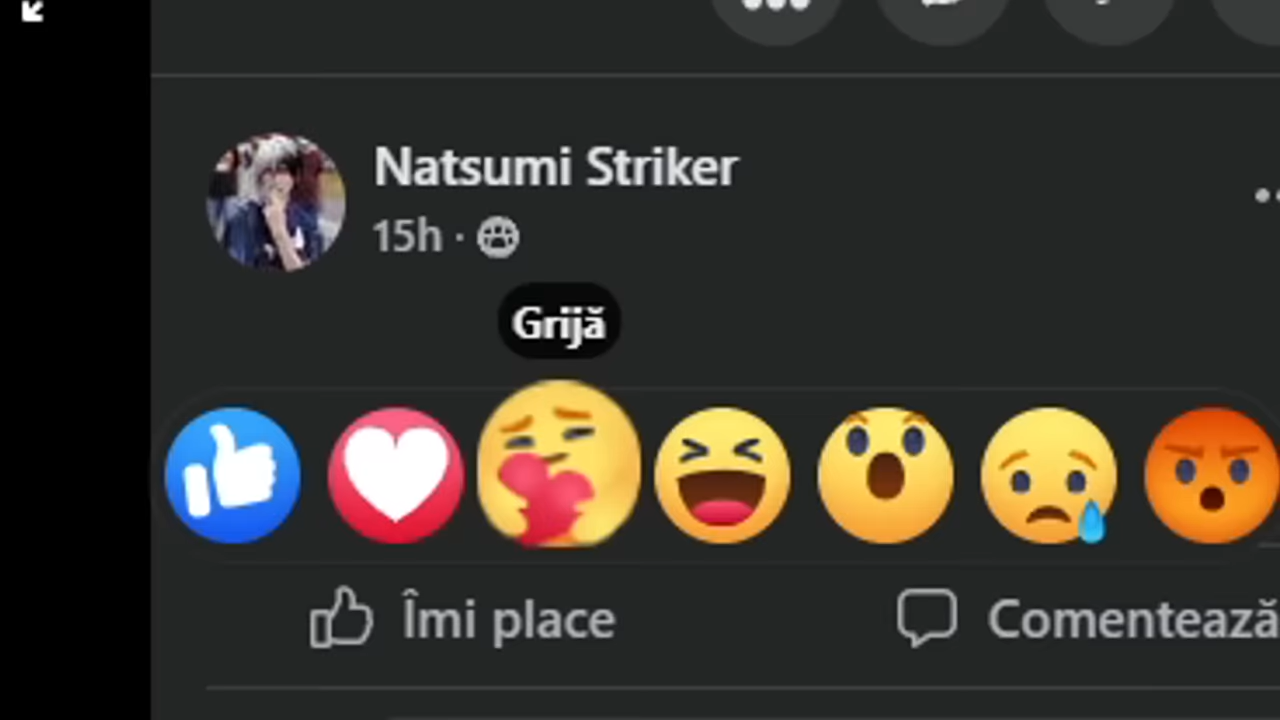 Natsumi Striker
15h ·
Grijă
Îmi place
Comentează